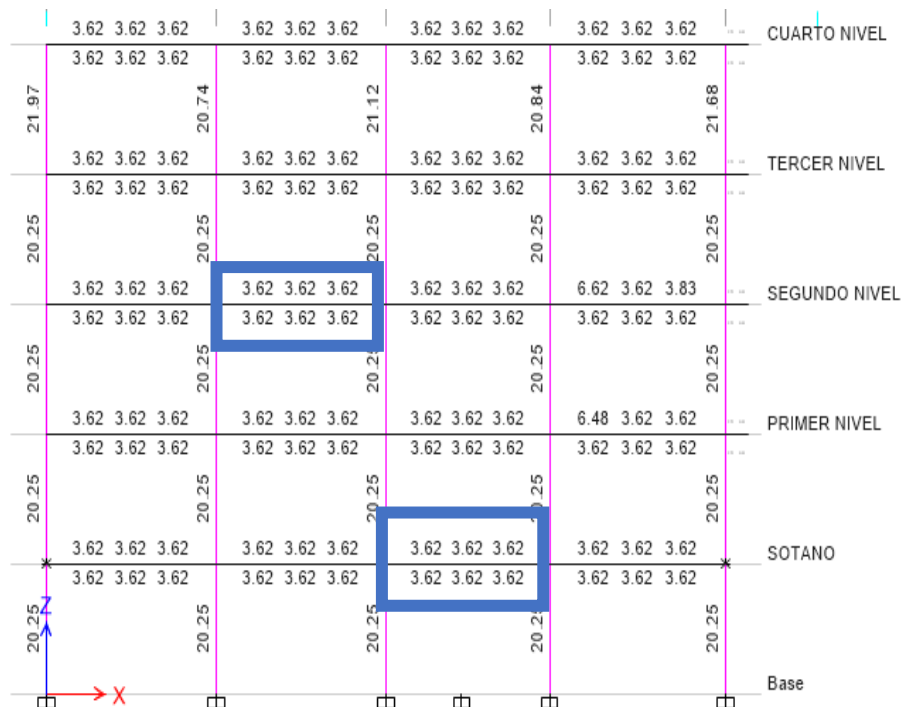 3.62 3.62 3.62 3.62 3.62 3.62 3.62 3.62 3.62 3.62 3.62 3.62 CUARTO NIVEL
3.62 3.62 3.62 3.62 3.62 3.62 3.62 3.62 3.62 3.62 3.62 3.62
21.97 20.74 21.12 20.84 21.68
3.62 3.62 3.62 3.62 3.62 3.62 3.62 3.62 3.62 3.62 3.62 3.62 TERCER NIVEL
3.62 3.62 3.62 3.62 3.62 3.62 3.62 3.62 3.62 3.62 3.62 3.62
20.25 20.25 20.25 20.25 20.25
3.62 3.62 3.62 3.62 3.62 3.62 3.62 3.62 3.62 6.62 3.62 3.83 SEGUNDO NIVEL
3.62 3.62 3.62 3.62 3.62 3.62 3.62 3.62 3.62 3.62 3.62 3.62
20.25 20.25 20.25 20.25 20.25
3.62 3.62 3.62 3.62 3.62 3.62 3.62 3.62 3.62 6.48 3.62 3.62 PRIMER NIVEL
3.62 3.62 3.62 3.62 3.62 3.62 3.62 3.62 3.62 3.62 3.62 3.62
20.25 20.25 20.25 20.25 20.25
3.62 3.62 3.62 3.62 3.62 3.62 3.62 3.62 3.62 3.62 3.62 3.62 SOTANO
3.62 3.62 3.62 3.62 3.62 3.62 3.62 3.62 3.62 3.62 3.62 3.62
20.25 20.25 20.25 20.25 20.25
Z
Base
X